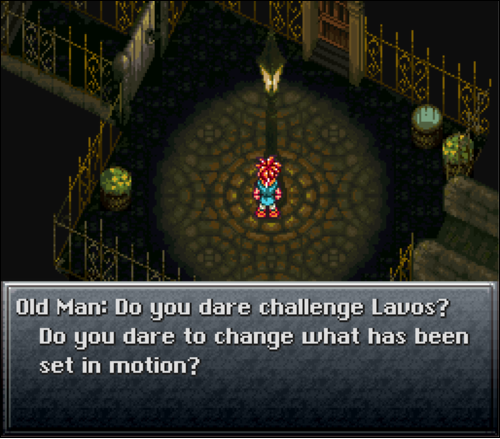 Old Man: Do you dare challenge Lavos?
Do you dare to change what has been
set in motion?